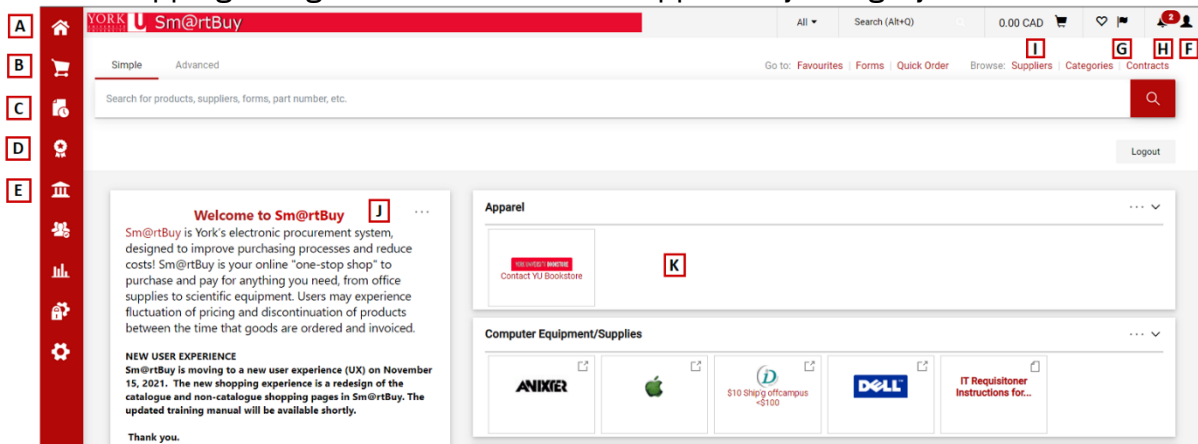 A
YORK U Sm@rtBuy
All
Search (Alt+Q)
0.00 CAD
2
I
G
H
F
B
Simple
Advanced
Go to: Favourites | Forms | Quick Order
Browse: Suppliers | Categories | Contracts
C
Search for products, suppliers, forms, part number, etc.
D
Logout
E
Welcome to Sm@rtBuy
J
...
Sm@rtBuy is York's electronic procurement system,
designed to improve purchasing processes and reduce
costs! Sm@rtBuy is your online "one-stop shop" to
purchase and pay for anything you need, from office
supplies to scientific equipment. Users may experience
fluctuation of pricing and discontinuation of products
between the time that goods are ordered and invoiced.
NEW USER EXPERIENCE
Sm@rtBuy is moving to a new user experience (UX) on November
15, 2021. The new shopping experience is a redesign of the
catalogue and non-catalogue shopping pages in Sm@rtBuy. The
updated training manual will be available shortly.
Thank you.
Apparel
...
YORK UNIVERSITY BOOKSTORE
Contact YU Bookstore
K
Computer Equipment/Supplies
...
ANIXTER
$10 Ship'g offcampus
<$100
DELL
IT Requisitoner
Instructions for...